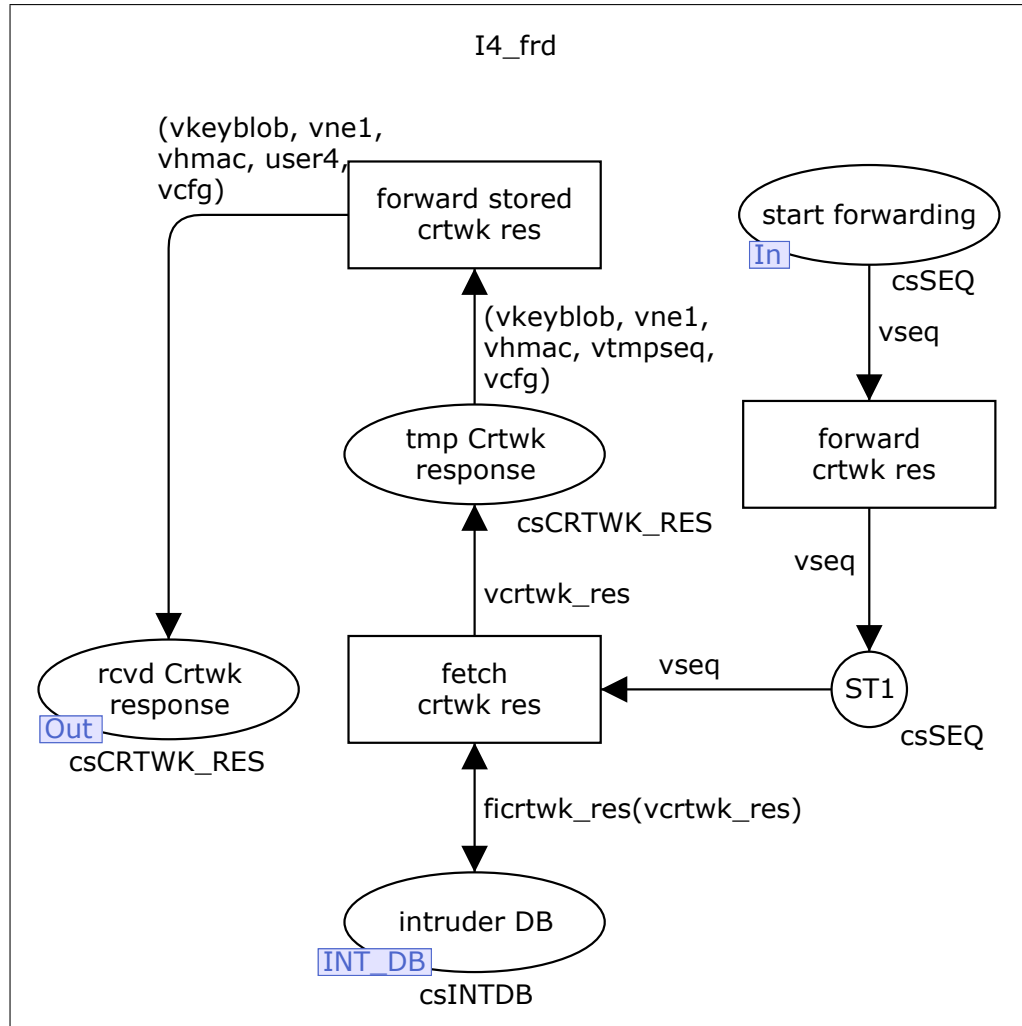 I4_frd
(vkeyblob, vne1,
vhmac, user4,
vcfg)
forward stored
crtwk res
start forwarding
In
csSEQ
vseq
(vkeyblob, vne1,
vhmac, vtmpseq,
vcfg)
forward
crtwk res
tmp Crtwk
response
csCRTWK_RES
vseq
vcrtwk_res
rcvd Crtwk
response
Out
csCRTWK_RES
fetch
crtwk res
vseq
ST1
csSEQ
ficrtwk_res(vcrtwk_res)
intruder DB
INT_DB
csINTDB